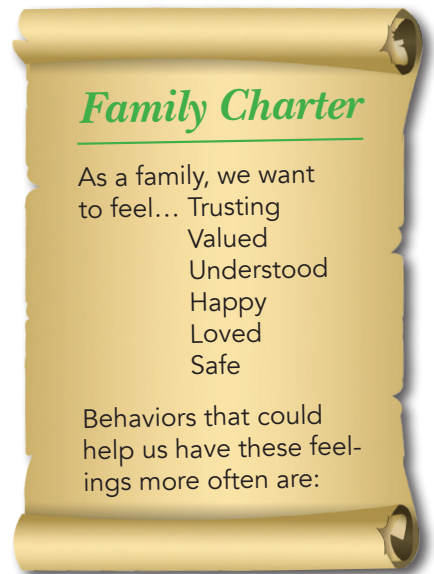 Family Charter
As a family, we want
to feel... Trusting
Valued
Understood
Happy
Loved
Safe
Behaviors that could
help us have these feel-
ings more often are: